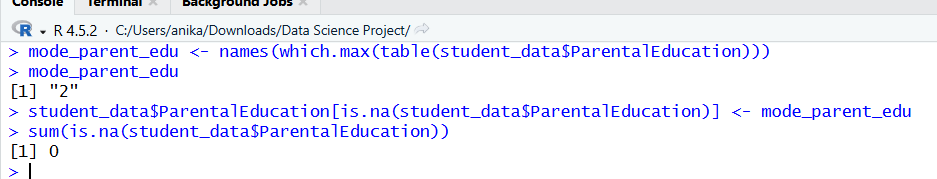 Console Terminal × Background Jobs ×
R 4.5.2 · C:/Users/anika/Downloads/Data Science Project/
> mode_parent_edu <- names(which.max(table(student_data$ParentalEducation)))
> mode_parent_edu
[1] "2"
> student_data$ParentalEducation[is.na(student_data$ParentalEducation)] <- mode_parent_edu
> sum(is.na(student_data$ParentalEducation))
[1] 0
>